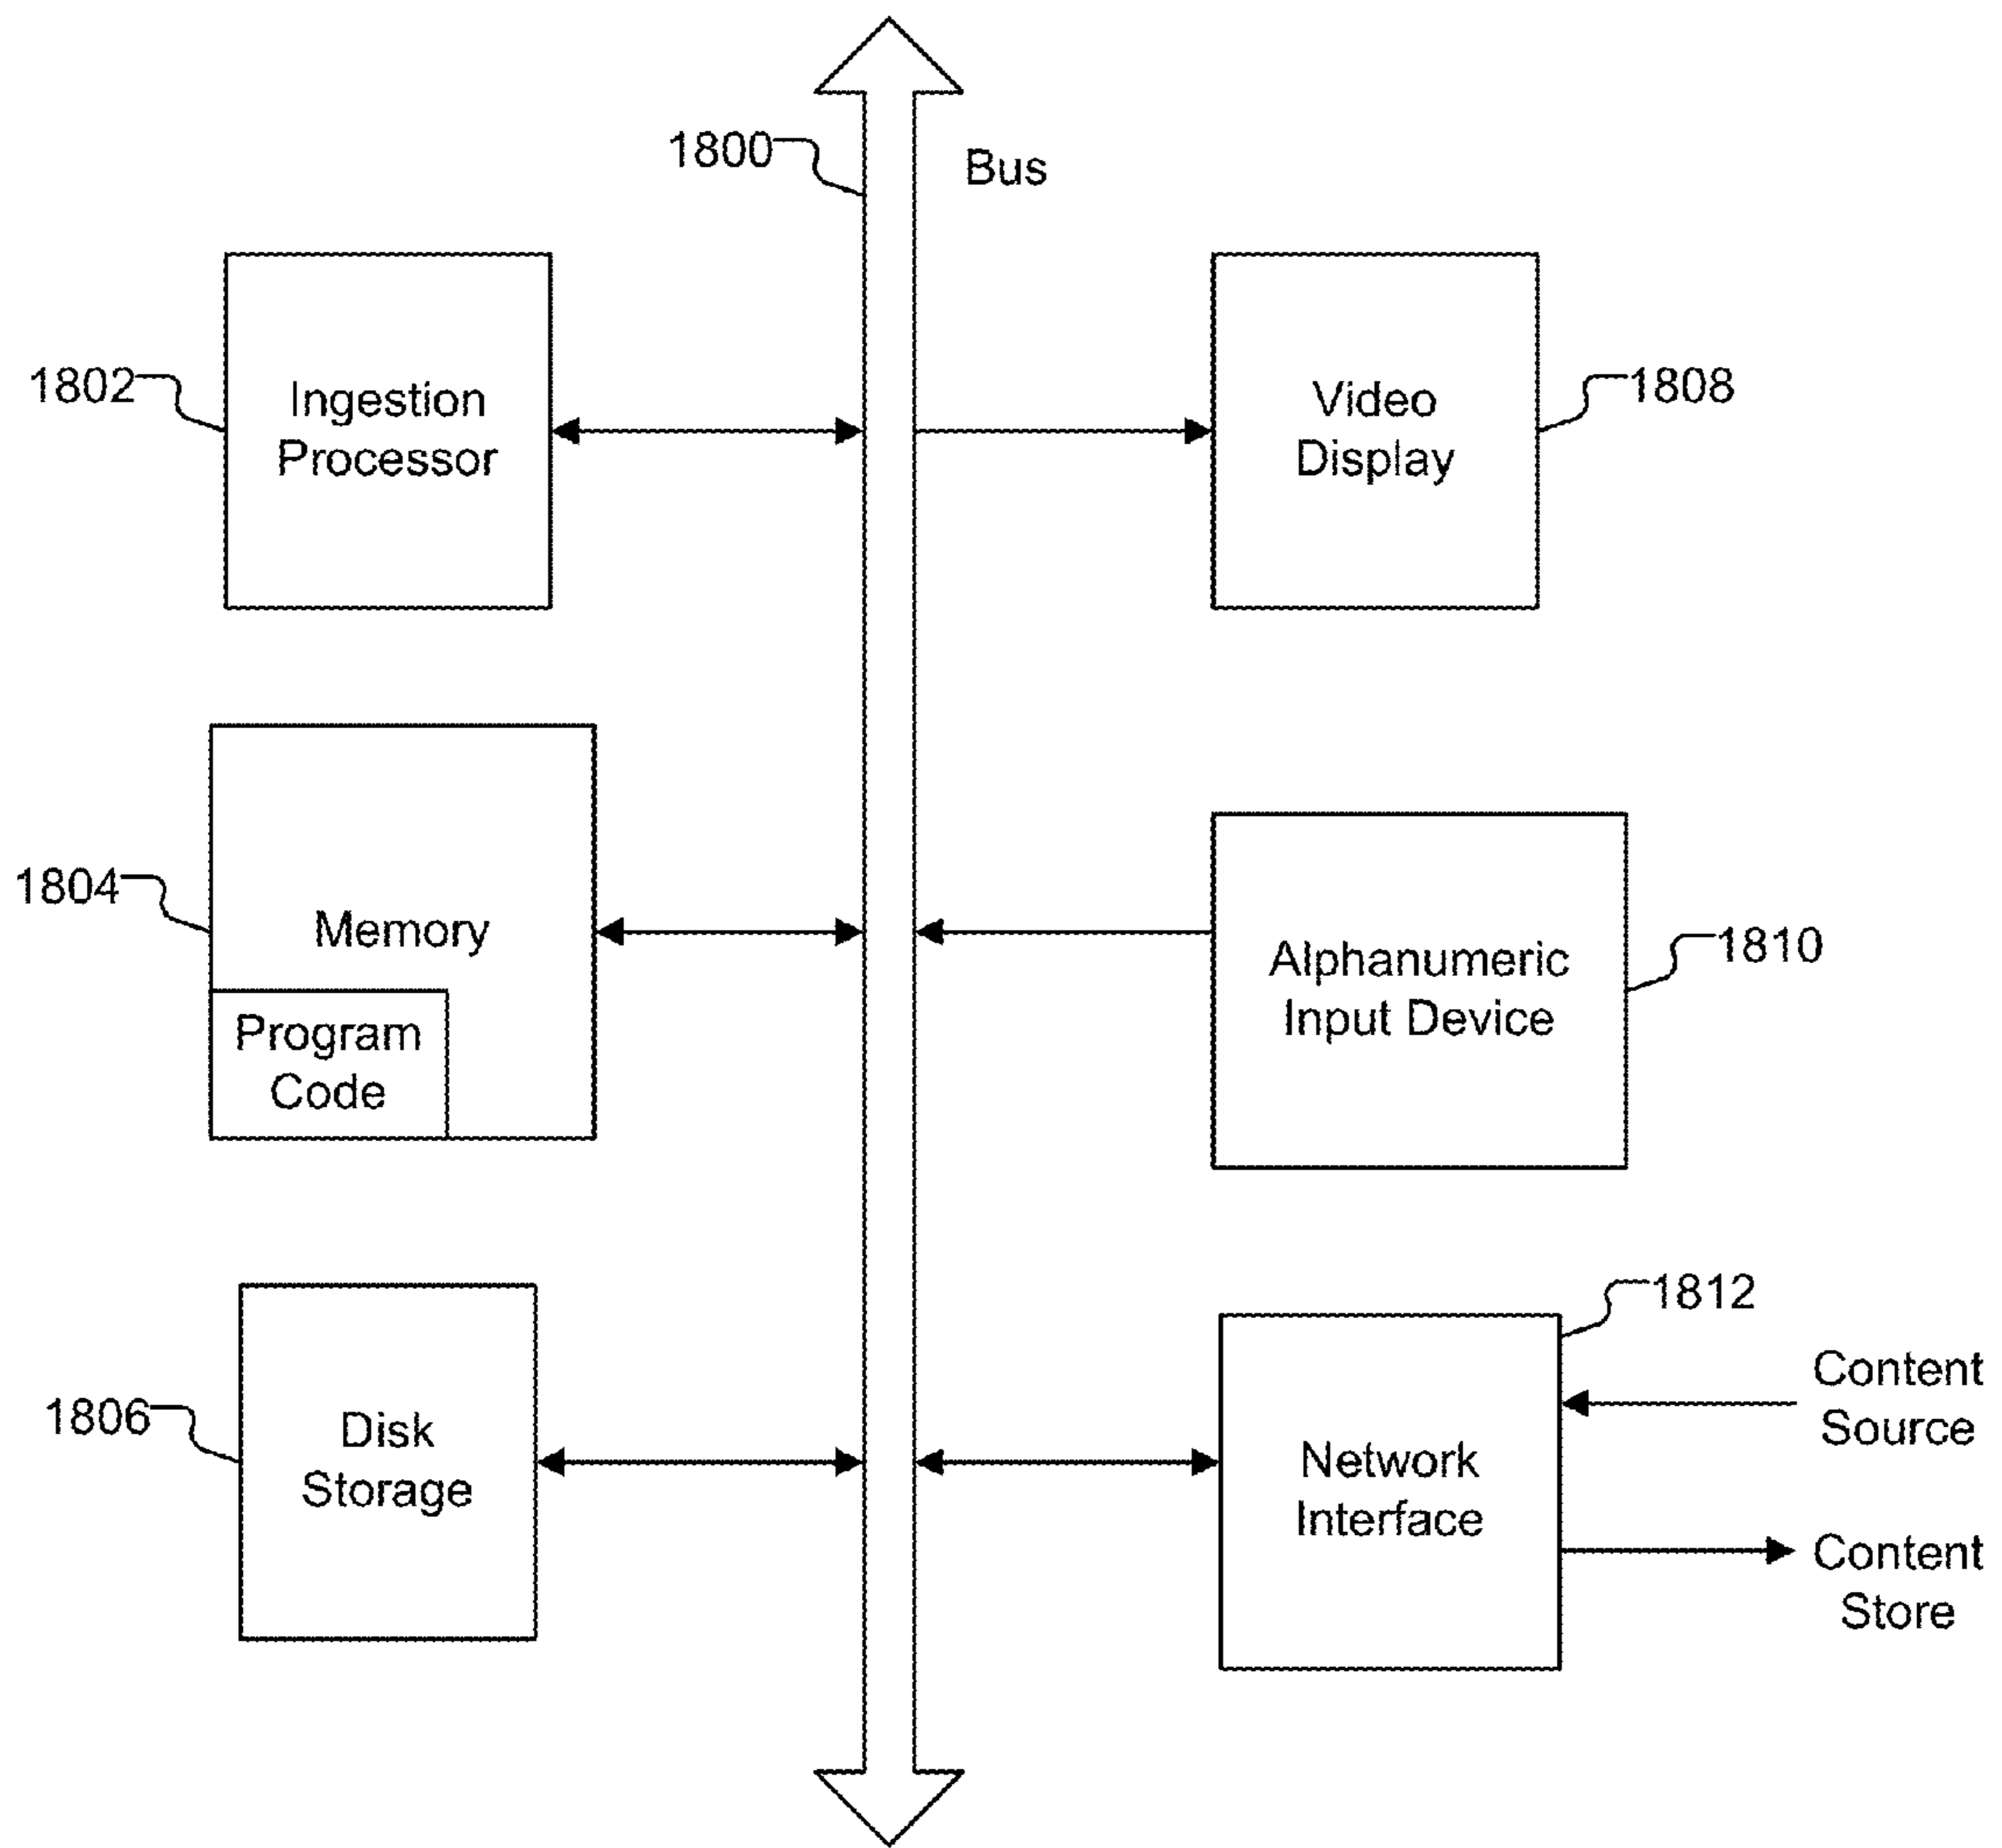 1800
Bus
1802
Ingestion
Processor
Video
Display
1808
1804
Memory
Program
Code
Alphanumeric
Input Device
1810
1806
Disk
Storage
1812
Network
Interface
Content
Source
Content
Store